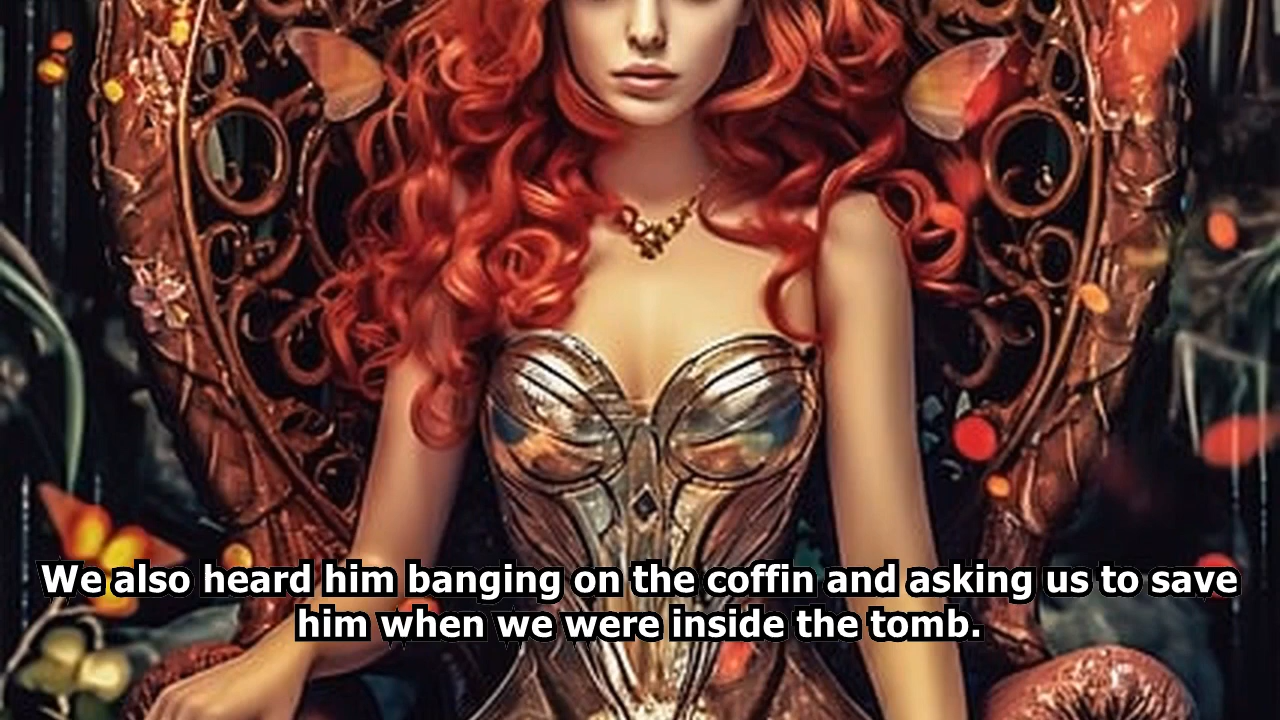 We also heard him banging on the coffin and asking us to save
him when we were inside the tomb.